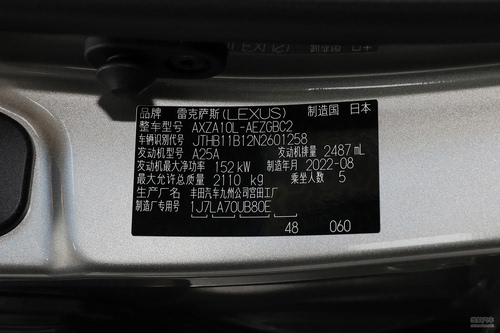 品牌 雷克萨斯(LEXUS) 制造国 日本
整车型号 AXZA10L-AEZGBC2
车辆识别代号 JTHB11B12N2601258
发动机型号 A25A 发动机排量 2487 mL
发动机最大净功率 152 kW 制造年月 2022-08
最大允许总质量 2110 kg 乘坐人数 5
生产厂名 丰田汽车九州公司宫田工厂
制造厂专用号 1J7LA70UB80E
48 060